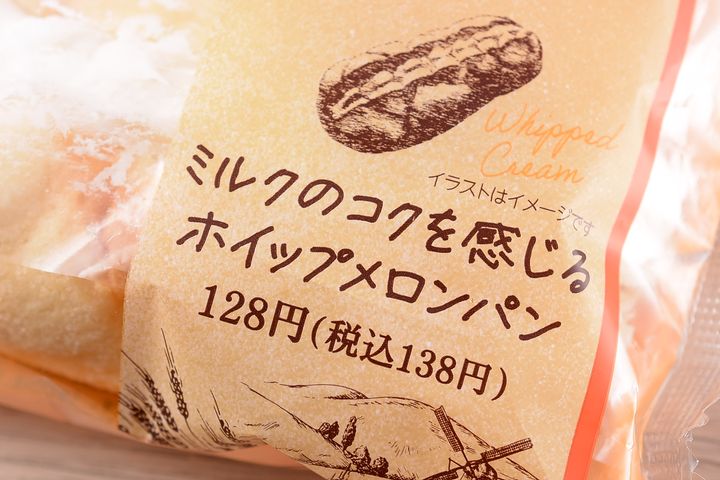 Whipped
Cream
イラストはイメージです
ミルクのコクを感じる
ホイップメロンパン
128円(税込138円)